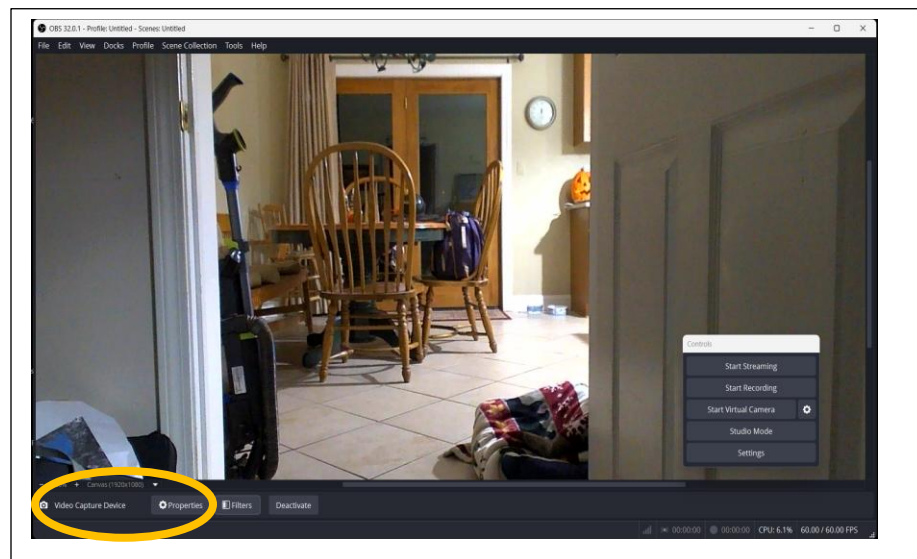 OBS 32.0.1 - Profile: Untitled - Scenes: Untitled
File Edit View Docks Profile Scene Collection Tools Help
Controls
Start Streaming
Start Recording
Start Virtual Camera
Studio Mode
Settings
Canvas (1920x1080)
Video Capture Device Properties Filters Deactivate
00:00:00 00:00:00 CPU: 6.1% 60.00 / 60.00 FPS